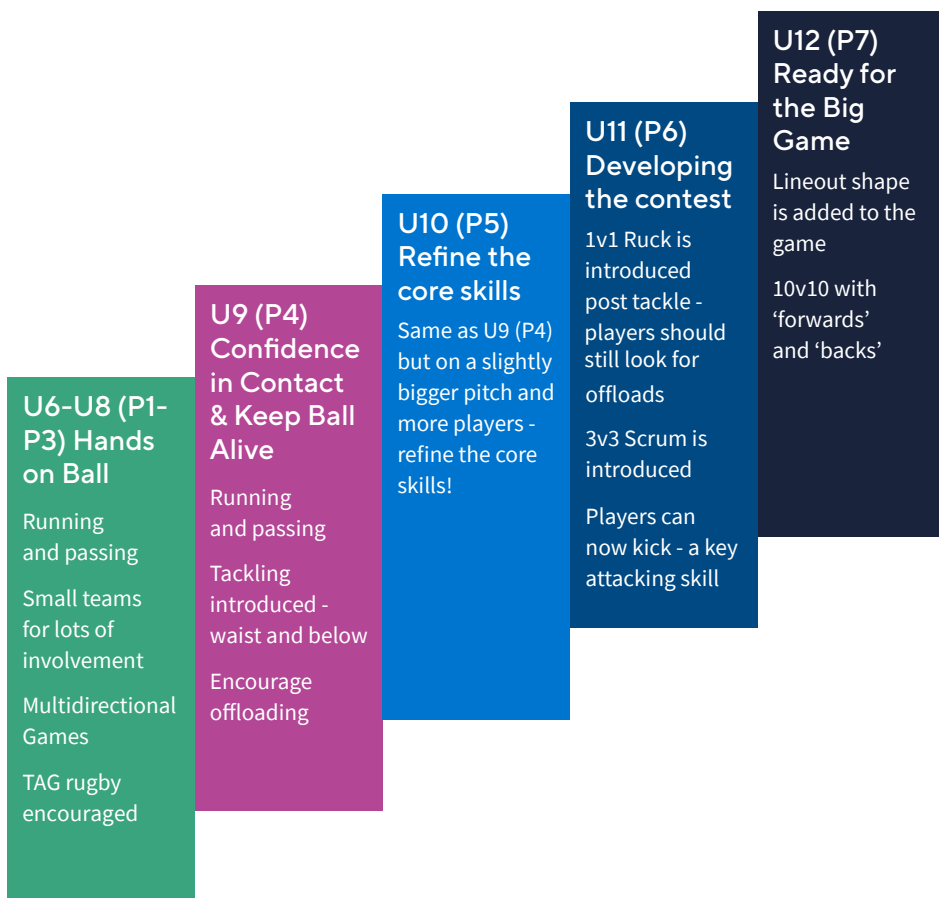 U6-U8 (P1-
P3) Hands
on Ball
Running
and passing
Small teams
for lots of
involvement
Multidirectional
Games
TAG rugby
encouraged
U9 (P4)
Confidence
in Contact
& Keep Ball
Alive
Running
and passing
Tackling
introduced -
waist and below
Encourage
offloading
U10 (P5)
Refine the
core skills
Same as U9 (P4)
but on a slightly
bigger pitch and
more players -
refine the core
skills!
U11 (P6)
Developing
the contest
1v1 Ruck is
introduced
post tackle -
players should
still look for
offloads
3v3 Scrum is
introduced
Players can
now kick - a key
attacking skill
U12 (P7)
Ready for
the Big
Game
Lineout shape
is added to the
game
10v10 with
‘forwards’
and ‘backs’